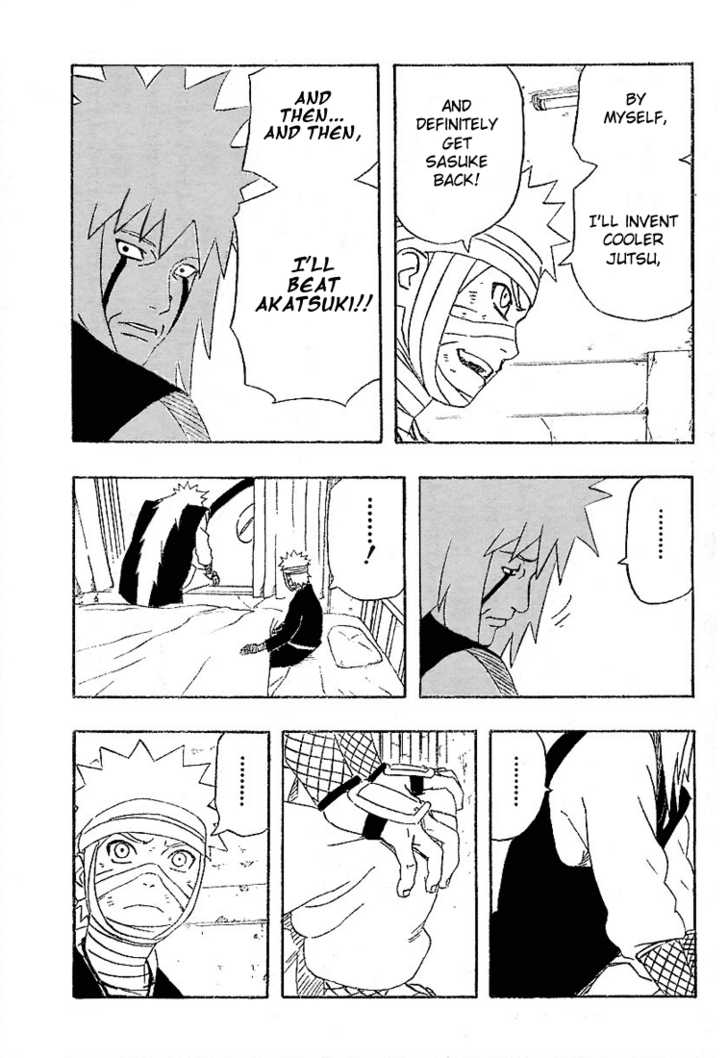 BY
MYSELF,
I'LL INVENT
COOLER
JUTSU,
AND
DEFINITELY
GET
SASUKE
BACK!
AND
THEN...
AND THEN,
I'LL
BEAT
AKATSUKI!!
.........
........!
.........
.........